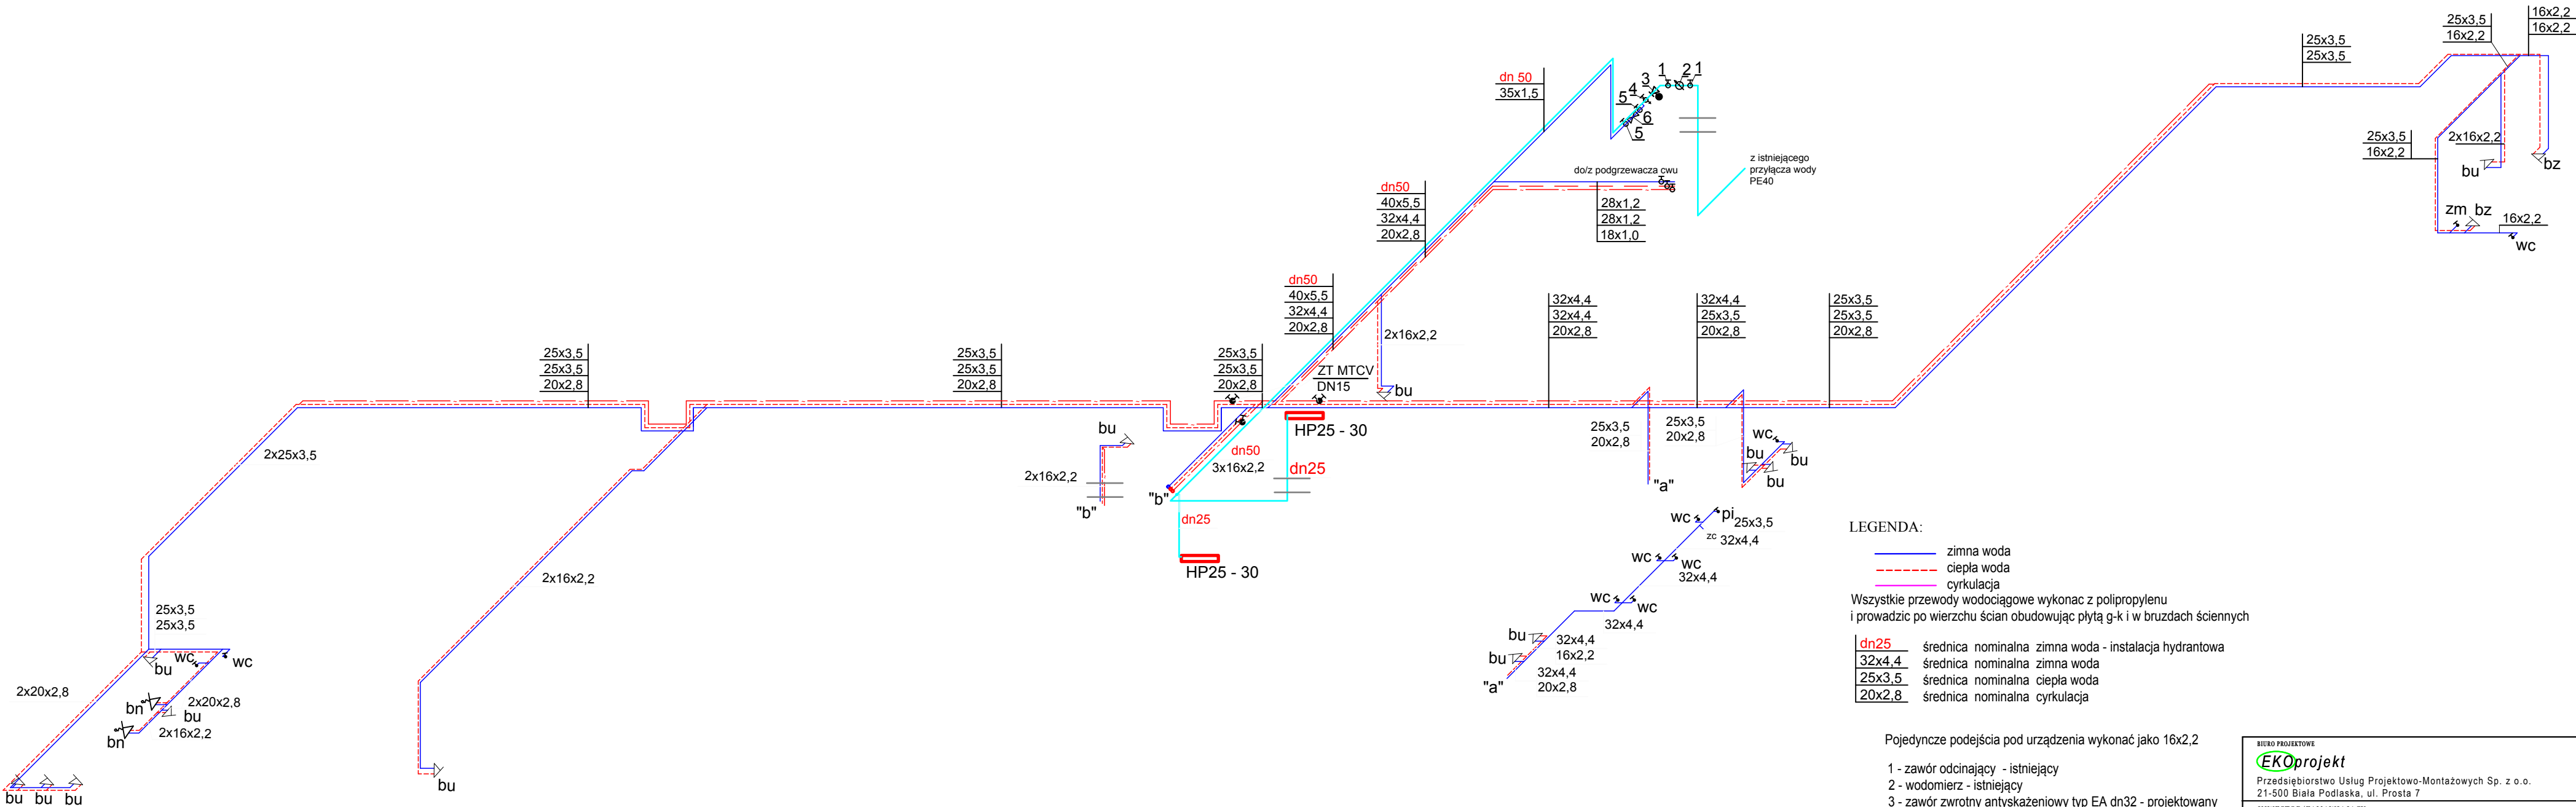 16x2,2
16x2,2
25x3,5
16x2,2
25x3,5
25x3,5
dn 50
35x1,5
1
2
1
3
4
5
6
5
25x3,5
16x2,2
2x16x2,2
bu
bz
z istniejącego
przyłącza wody
PE40
do/z podgrzewacza cwu
28x1,2
28x1,2
18x1,0
dn50
40x5,5
32x4,4
20x2,8
zm
bz
16x2,2
wc
dn50
40x5,5
32x4,4
20x2,8
2x16x2,2
bu
32x4,4
32x4,4
20x2,8
32x4,4
25x3,5
20x2,8
25x3,5
25x3,5
20x2,8
25x3,5
25x3,5
20x2,8
25x3,5
25x3,5
20x2,8
25x3,5
25x3,5
20x2,8
ZT MTCV
DN15
HP25 - 30
2x25x3,5
bu
2x16x2,2
"b"
dn50
3x16x2,2
dn25
"b"
dn25
HP25 - 30
25x3,5
20x2,8
25x3,5
20x2,8
"a"
wc
bu
bu
bu
wc
pi
25x3,5
zc
32x4,4
wc
wc
32x4,4
wc
wc
32x4,4
bu
32x4,4
16x2,2
bu
32x4,4
20x2,8
"a"
2x16x2,2
25x3,5
25x3,5
bu
wc
wc
2x20x2,8
bn
2x20x2,8
bu
bn
2x16x2,2
bu
bu
bu
bu
LEGENDA:
zimna woda
ciepła woda
cyrkulacja
Wszystkie przewody wodociągowe wykonac z polipropylenu
i prowadzic po wierzchu ścian obudowując płytą g-k i w bruzdach ściennych
dn25 średnica nominalna zimna woda - instalacja hydrantowa
32x4,4 średnica nominalna zimna woda
25x3,5 średnica nominalna ciepła woda
20x2,8 średnica nominalna cyrkulacja
Pojedyncze podejścia pod urządzenia wykonać jako 16x2,2
1 - zawór odcinający - istniejący
2 - wodomierz - istniejący
3 - zawór zwrotny antyskażeniowy typ EA dn32 - projektowany
BIURO PROJEKTOWE
EKOprojekt
Przedsiębiorstwo Usług Projektowo-Montażowych Sp. z o.o.
21-500 Biała Podlaska, ul. Prosta 7